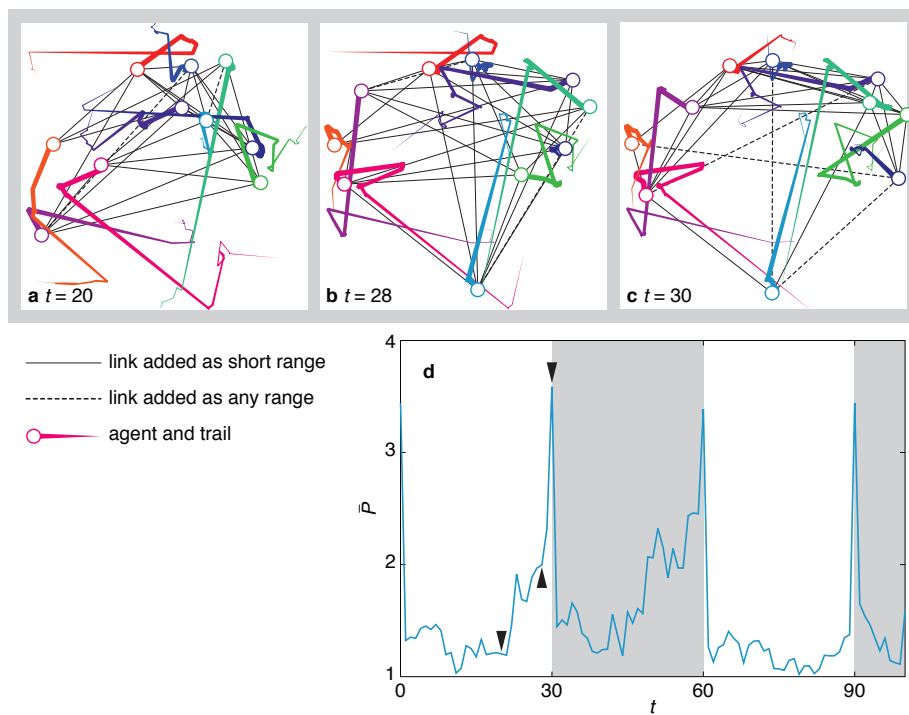 a t = 20
b t = 28
c t = 30
link added as short range
link added as any range
agent and trail
d
4
3
2
1
P̄
0
30
60
90
t